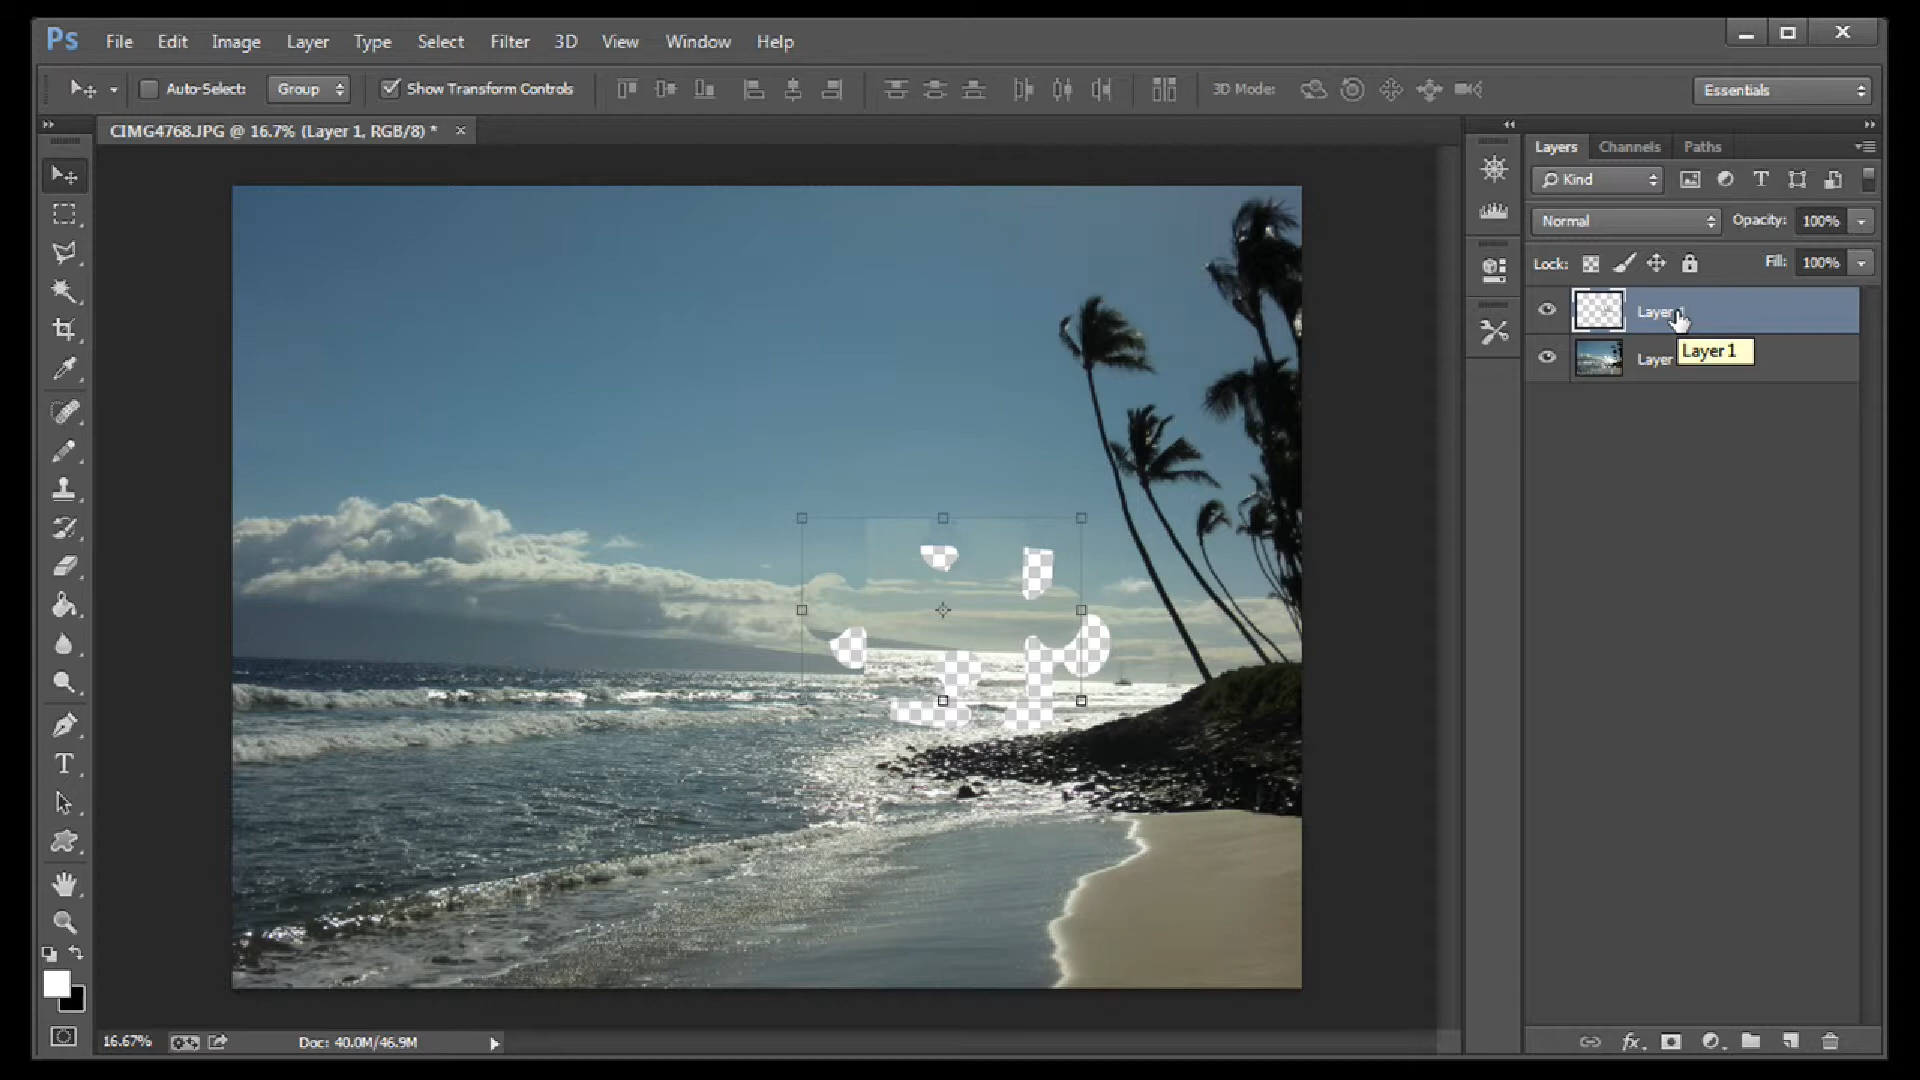 Ps File Edit Image Layer Type Select Filter 3D View Window Help
Auto-Select: Group Show Transform Controls 3D Mode: Essentials
CIMG4768.JPG @ 16.7% (Layer 1, RGB/8) *
Layers Channels Paths
Kind
Normal Opacity: 100%
Lock: Fill: 100%
Layer
Layer 1
Layer
T
16.67% Doc: 40.0M/46.9M
fx